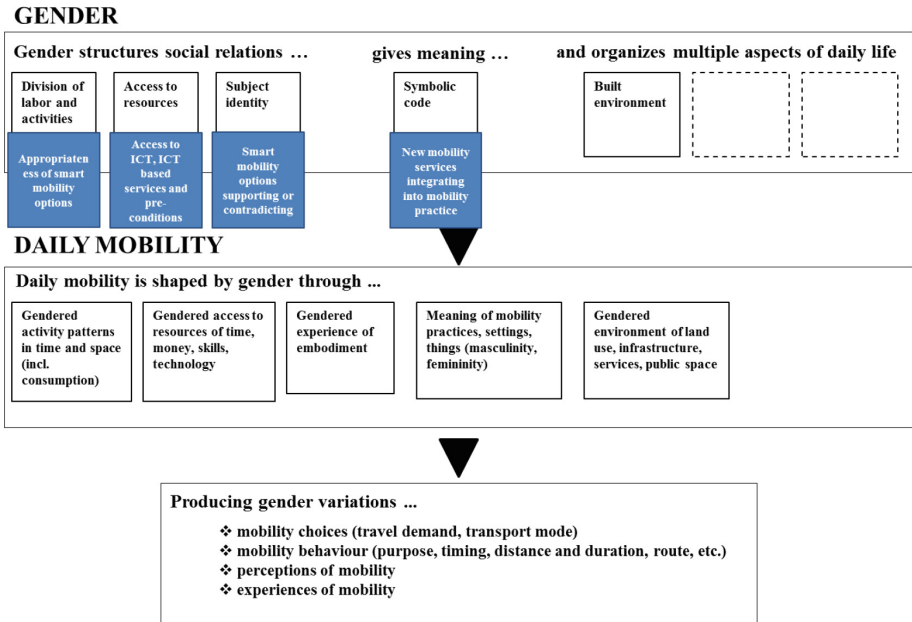 GENDER
Gender structures social relations …
gives meaning …
and organizes multiple aspects of daily life
Division of
labor and
activities
Access to
resources
Subject
identity
Symbolic
code
Built
environment
Appropriaten
ess of smart
mobility
options
Access to
ICT, ICT
based
services and
pre-
conditions
Smart
mobility
options
supporting or
contradicting
New mobility
services
integrating
into mobility
practice
DAILY MOBILITY
Daily mobility is shaped by gender through ...
Gendered
activity patterns
in time and space
(incl.
consumption)
Gendered access to
resources of time,
money, skills,
technology
Gendered
experience of
embodiment
Meaning of mobility
practices, settings,
things (masculinity,
femininity)
Gendered
environment of land
use, infrastructure,
services, public space
Producing gender variations ...
❖ mobility choices (travel demand, transport mode)
❖ mobility behaviour (purpose, timing, distance and duration, route, etc.)
❖ perceptions of mobility
❖ experiences of mobility